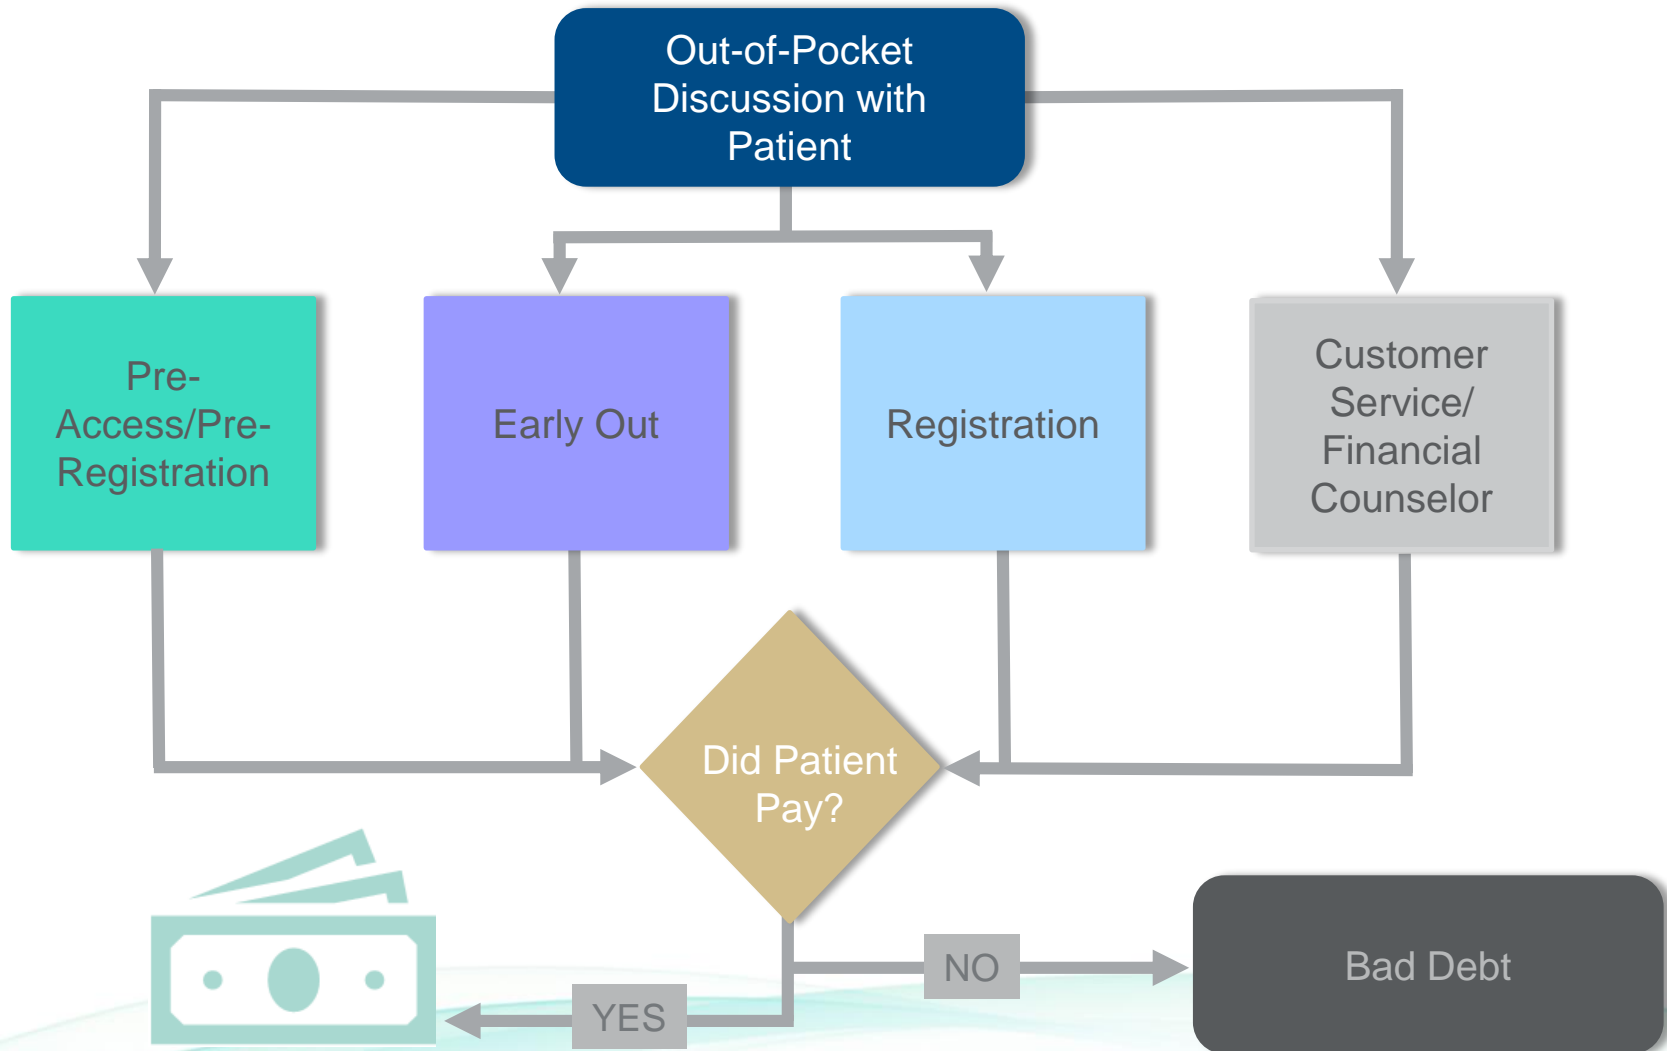 Out-of-Pocket
Discussion with
Patient
Pre-
Access/Pre-
Registration
Early Out
Registration
Customer
Service/
Financial
Counselor
Did Patient
Pay?
NO
Bad Debt
YES